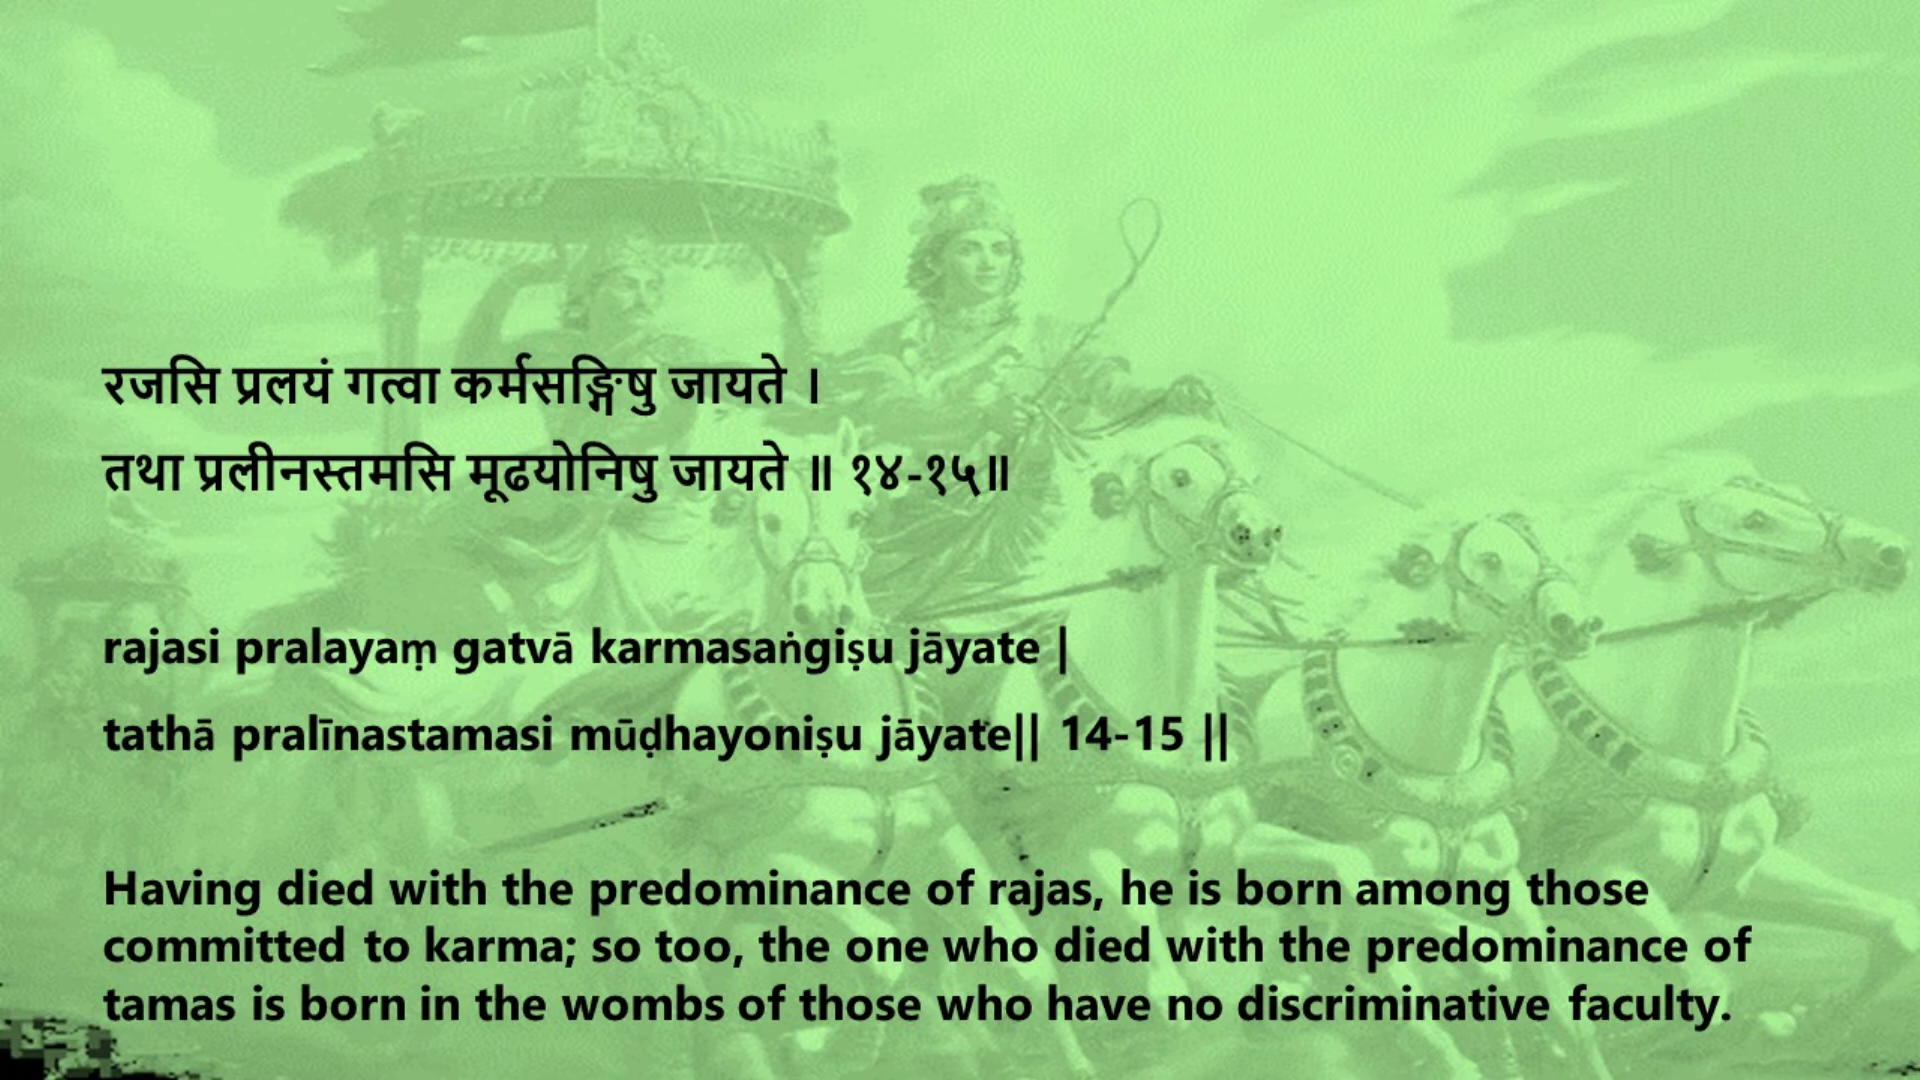 रजसि प्रलयं गत्वा कर्मसङ्गिषु जायते ।
तथा प्रलीनस्तमसि मूढयोनिषु जायते ॥ १४-१५॥
rajasi pralayaṃ gatvā karmasaṅgiṣu jāyate |
tathā pralīnastamasi mūḍhayoniṣu jāyate|| 14-15 ||
Having died with the predominance of rajas, he is born among those
committed to karma; so too, the one who died with the predominance of
tamas is born in the wombs of those who have no discriminative faculty.